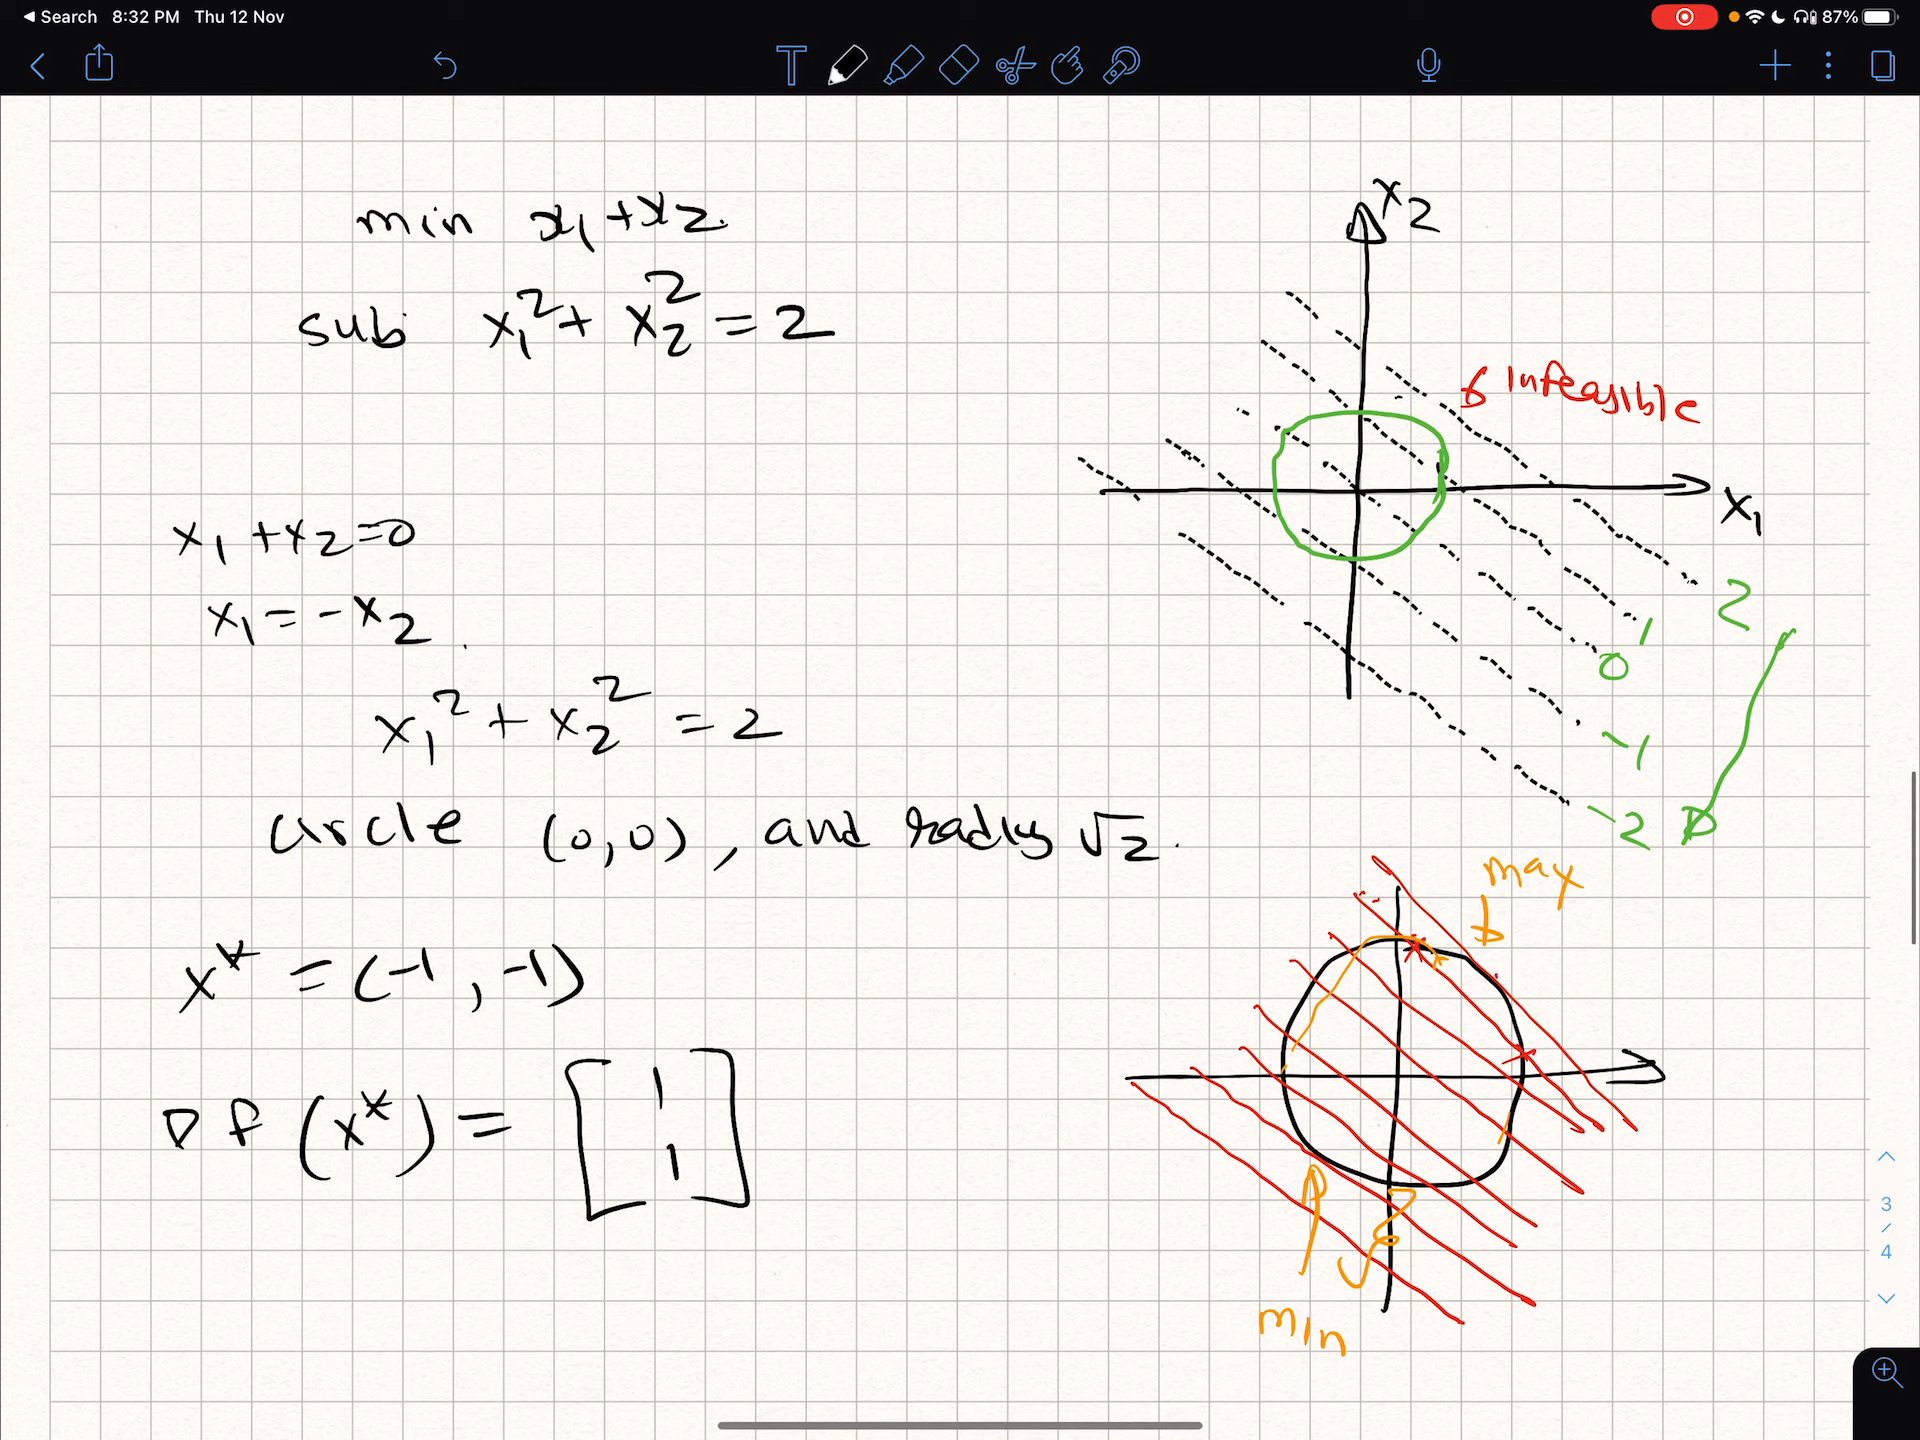 Search 8:32 PM Thu 12 Nov
87%
min x₁+x₂
sub x₁² + x₂² = 2
x₁ + x₂ = 0
x₁ = -x₂
x₁² + x₂² = 2
circle (0,0), and radius √2.
x* = (-1, -1)
∇f(x*) = [1
1]
x₂
infeasible
x₁
2
1
0
-1
-2
max
min
3
/
4